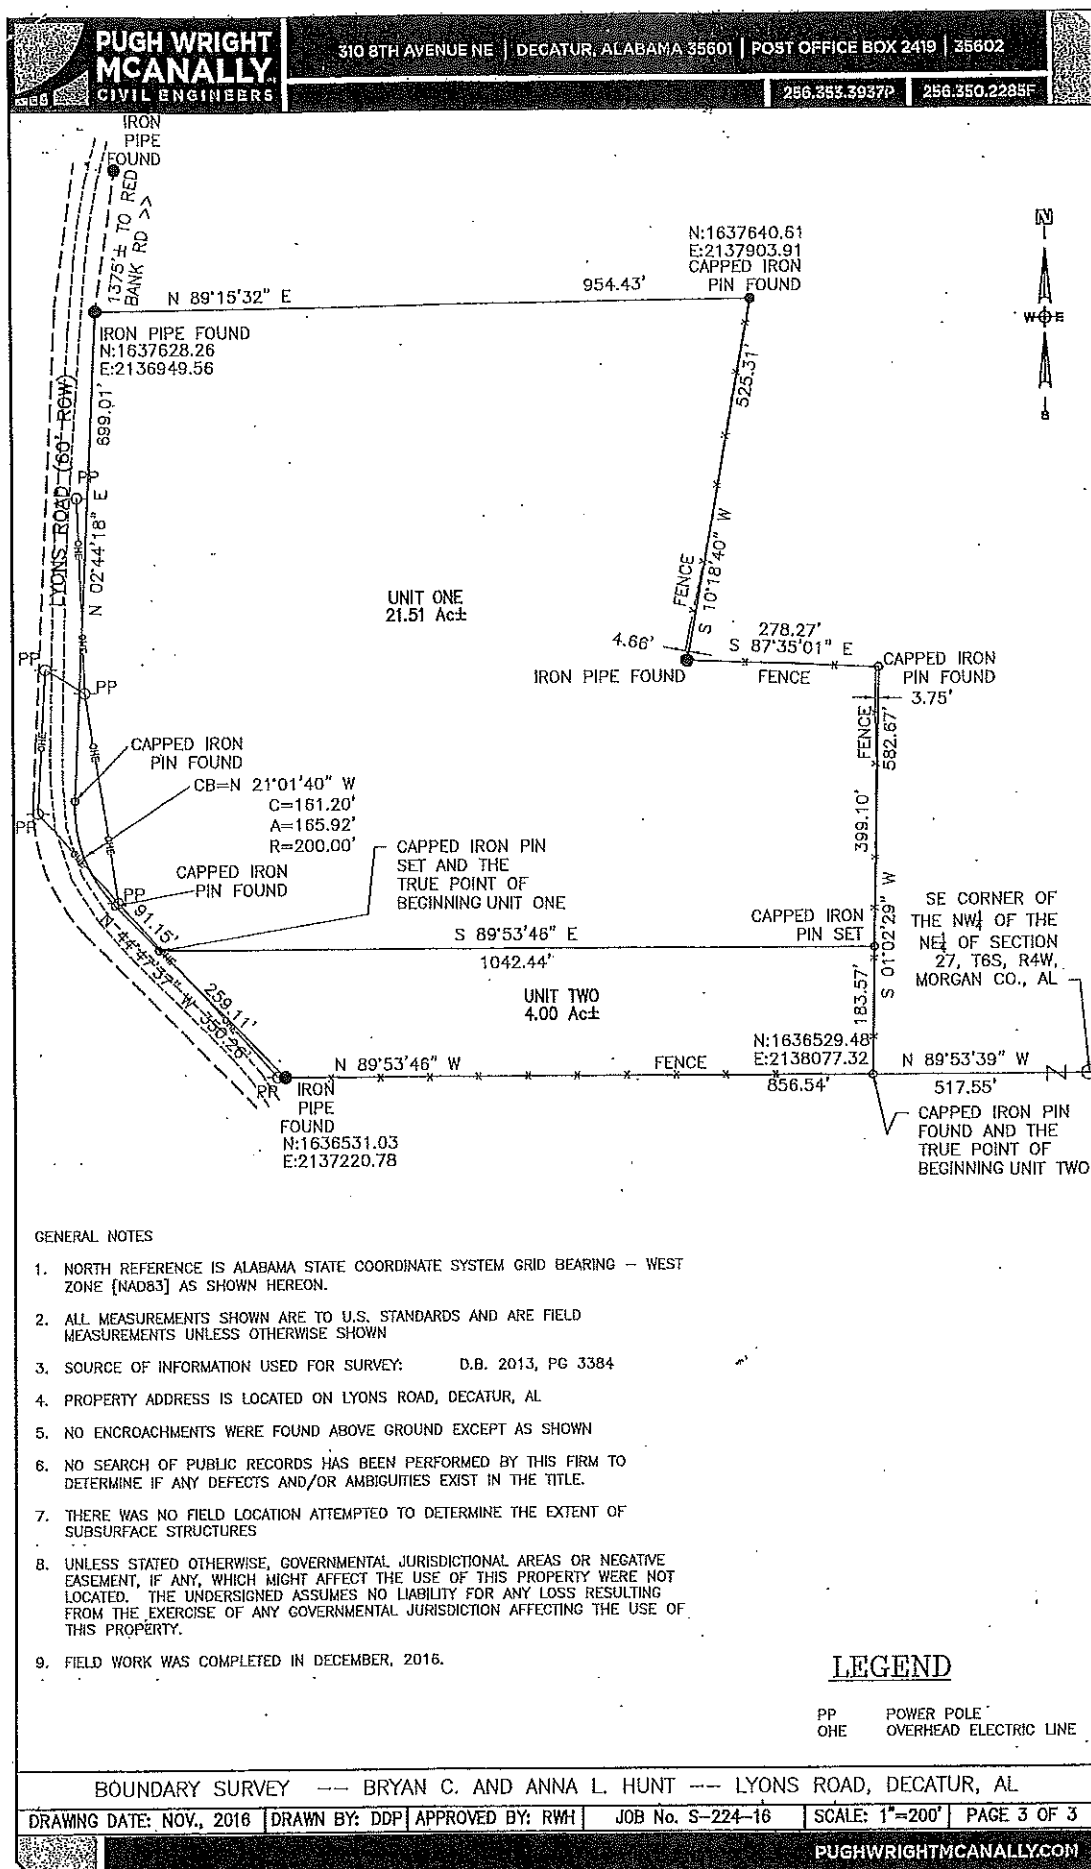 PUGH WRIGHT
MCANALLY
CIVIL ENGINEERS
310 8TH AVENUE NE | DECATUR, ALABAMA 35601 | POST OFFICE BOX 2419 | 35602
256.353.3937P | 256.350.2285F
IRON
PIPE
FOUND
1375'± TO RED
BANK RD >>
N 89°15'32" E
954.43'
N:1637640.61
E:2137903.91
CAPPED IRON
PIN FOUND
N
W E
S
IRON PIPE FOUND
N:1637628.26
E:2136949.56
699.01'
N 02°44'18" E
LYONS ROAD (60' ROW)
PP
OHE
525.31'
S 10°18'40" W
FENCE
UNIT ONE
21.51 Ac±
4.66'
278.27'
S 87°35'01" E
IRON PIPE FOUND
FENCE
CAPPED IRON
PIN FOUND
3.75'
PP
PP
OHE
OHE
OHE
FENCE
582.67'
CAPPED IRON
PIN FOUND
CB=N 21°01'40" W
C=161.20'
A=165.92'
R=200.00'
PP
OHE
OHE
399.10'
S 01°02'29" W
CAPPED IRON
PIN FOUND
PP
CAPPED IRON PIN
SET AND THE
TRUE POINT OF
BEGINNING UNIT ONE
CAPPED IRON
PIN SET
SE CORNER OF
THE NW¼ OF THE
NE¼ OF SECTION
27, T6S, R4W,
MORGAN CO., AL
91.15'
N 44°47'37" W 350.26'
OHE
S 89°53'46" E
1042.44'
259.11'
OHE
UNIT TWO
4.00 Ac±
183.57'
N:1636529.48
E:2138077.32
N 89°53'46" W
FENCE
856.54'
N 89°53'39" W
517.55'
PP
IRON
PIPE
FOUND
N:1636531.03
E:2137220.78
CAPPED IRON PIN
FOUND AND THE
TRUE POINT OF
BEGINNING UNIT TWO
GENERAL NOTES
1. NORTH REFERENCE IS ALABAMA STATE COORDINATE SYSTEM GRID BEARING – WEST
ZONE [NAD83] AS SHOWN HEREON.
2. ALL MEASUREMENTS SHOWN ARE TO U.S. STANDARDS AND ARE FIELD
MEASUREMENTS UNLESS OTHERWISE SHOWN
3. SOURCE OF INFORMATION USED FOR SURVEY: D.B. 2013, PG 3384
4. PROPERTY ADDRESS IS LOCATED ON LYONS ROAD, DECATUR, AL
5. NO ENCROACHMENTS WERE FOUND ABOVE GROUND EXCEPT AS SHOWN
6. NO SEARCH OF PUBLIC RECORDS HAS BEEN PERFORMED BY THIS FIRM TO
DETERMINE IF ANY DEFECTS AND/OR AMBIGUITIES EXIST IN THE TITLE.
7. THERE WAS NO FIELD LOCATION ATTEMPTED TO DETERMINE THE EXTENT OF
SUBSURFACE STRUCTURES
8. UNLESS STATED OTHERWISE, GOVERNMENTAL JURISDICTIONAL AREAS OR NEGATIVE
EASEMENT, IF ANY, WHICH MIGHT AFFECT THE USE OF THIS PROPERTY WERE NOT
LOCATED. THE UNDERSIGNED ASSUMES NO LIABILITY FOR ANY LOSS RESULTING
FROM THE EXERCISE OF ANY GOVERNMENTAL JURISDICTION AFFECTING THE USE OF
THIS PROPERTY.
9. FIELD WORK WAS COMPLETED IN DECEMBER, 2016.
LEGEND
PP POWER POLE
OHE OVERHEAD ELECTRIC LINE
BOUNDARY SURVEY –– BRYAN C. AND ANNA L. HUNT –– LYONS ROAD, DECATUR, AL
DRAWING DATE: NOV., 2016 DRAWN BY: DDP APPROVED BY: RWH JOB No. S–224–16 SCALE: 1"=200' PAGE 3 OF 3
PUGHWRIGHTMCANALLY.COM